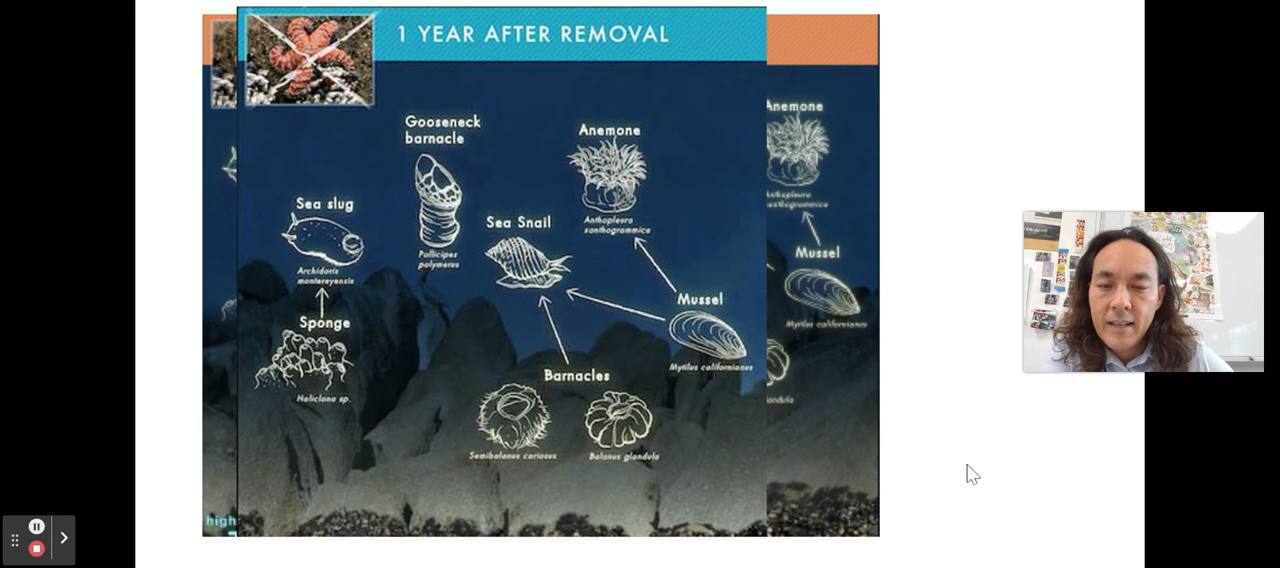 1 YEAR AFTER REMOVAL
Gooseneck
barnacle
Anemone
Anemone
Sea slug
Sea Snail
Anthopleura
xanthogrammica
Archidoris
montereyensis
Pollicipes
polymerus
Mussel
Mussel
Sponge
Mytilus californianus
Mytilus californianus
Barnacles
Haliclona sp.
Semibalanus cariosus
Balanus glandula
high